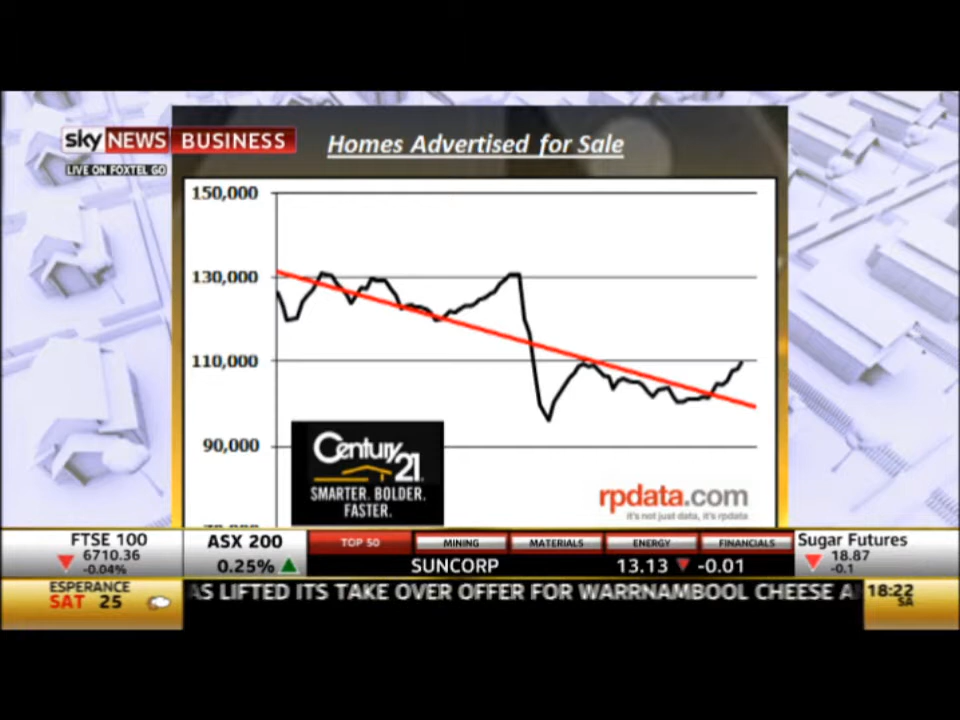 sky NEWS BUSINESS
LIVE ON FOXTEL GO
Homes Advertised for Sale
150,000
130,000
110,000
90,000
Century 21
SMARTER. BOLDER.
FASTER.
rpdata.com
it's not just data, it's rpdata
FTSE 100
6710.36
-0.04%
ASX 200
0.25%
TOP 50 MINING MATERIALS ENERGY FINANCIALS
SUNCORP 13.13 -0.01
Sugar Futures
18.87
-0.1
ESPERANCE
SAT 25
AS LIFTED ITS TAKE OVER OFFER FOR WARRNAMBOOL CHEESE A
18:22
SA